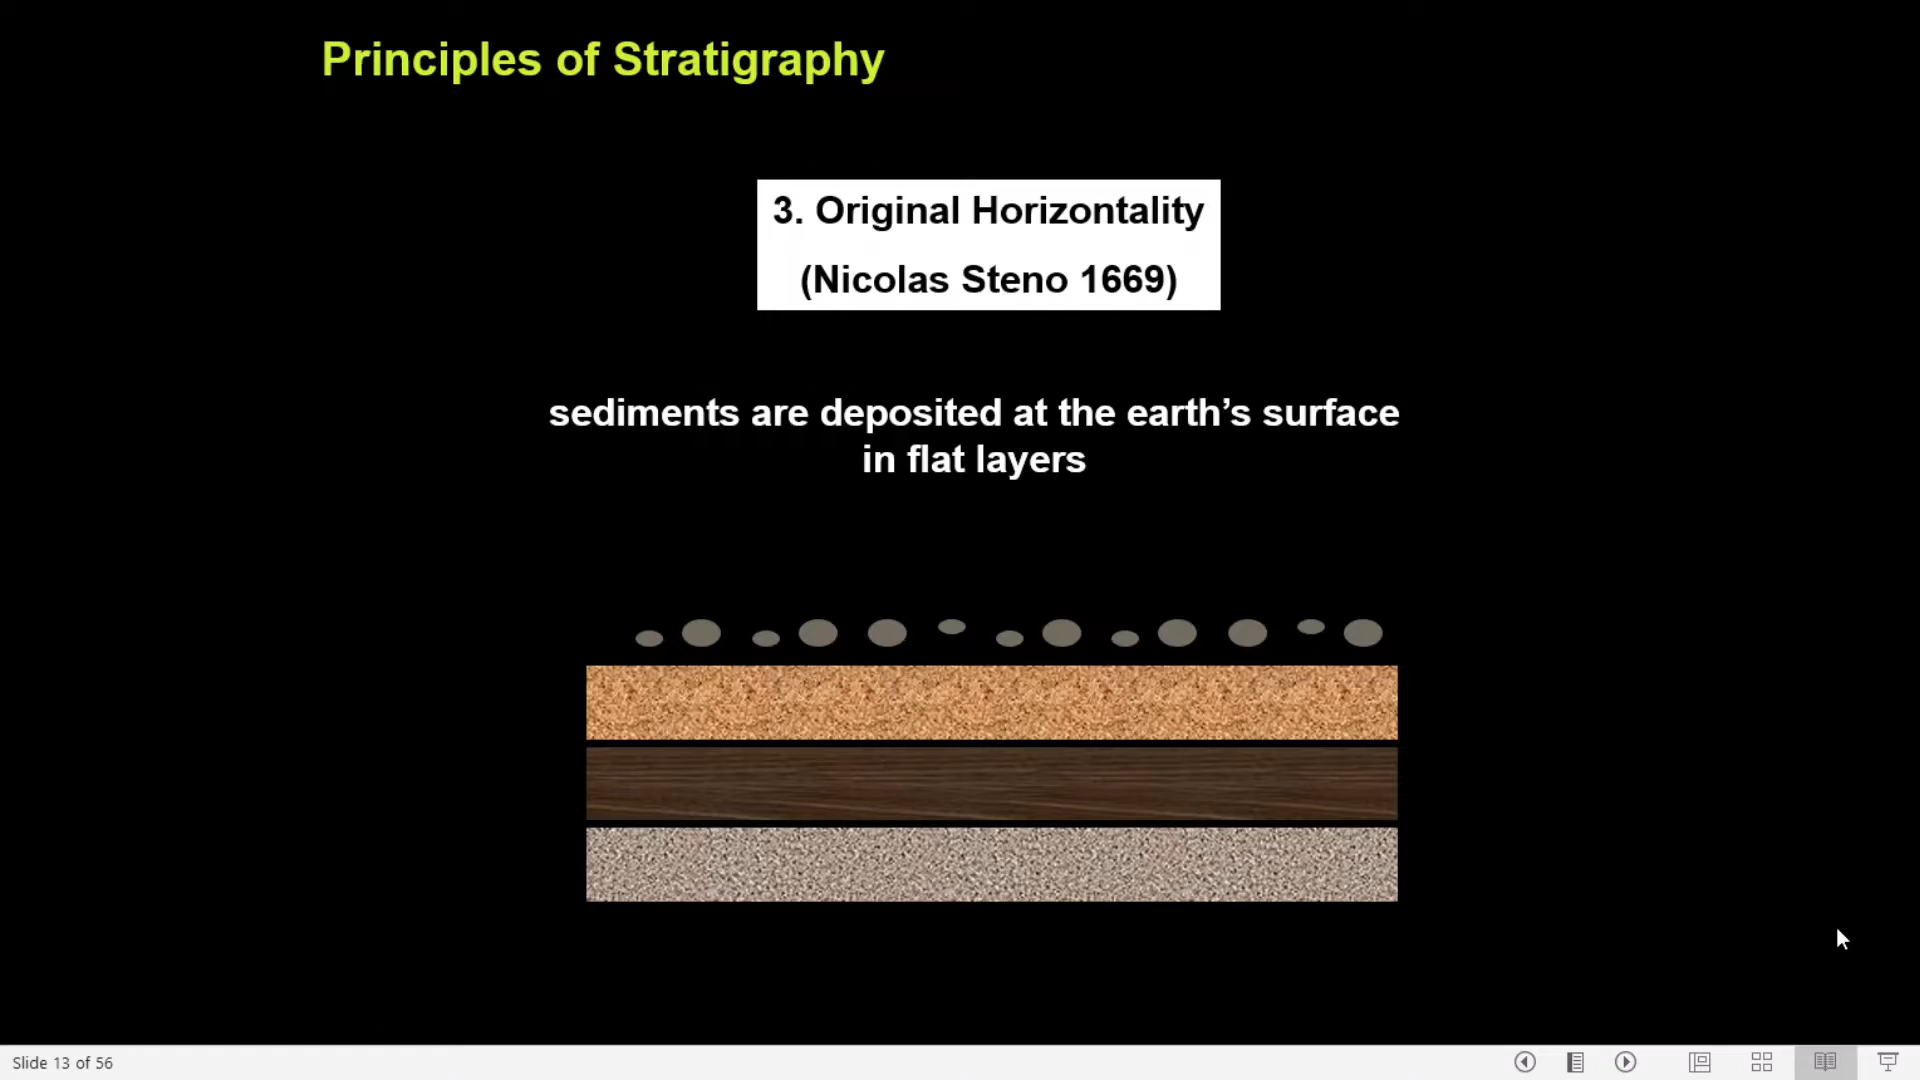 Principles of Stratigraphy
3. Original Horizontality
(Nicolas Steno 1669)
sediments are deposited at the earth’s surface
in flat layers
Slide 13 of 56